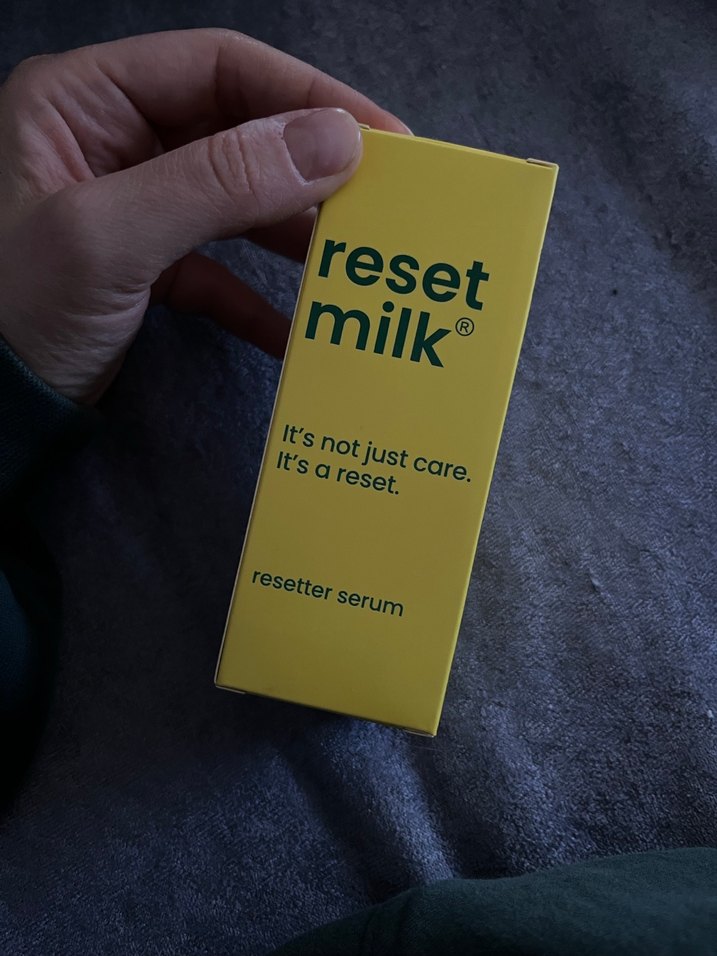 reset
milk®
It's not just care.
It's a reset.
resetter serum